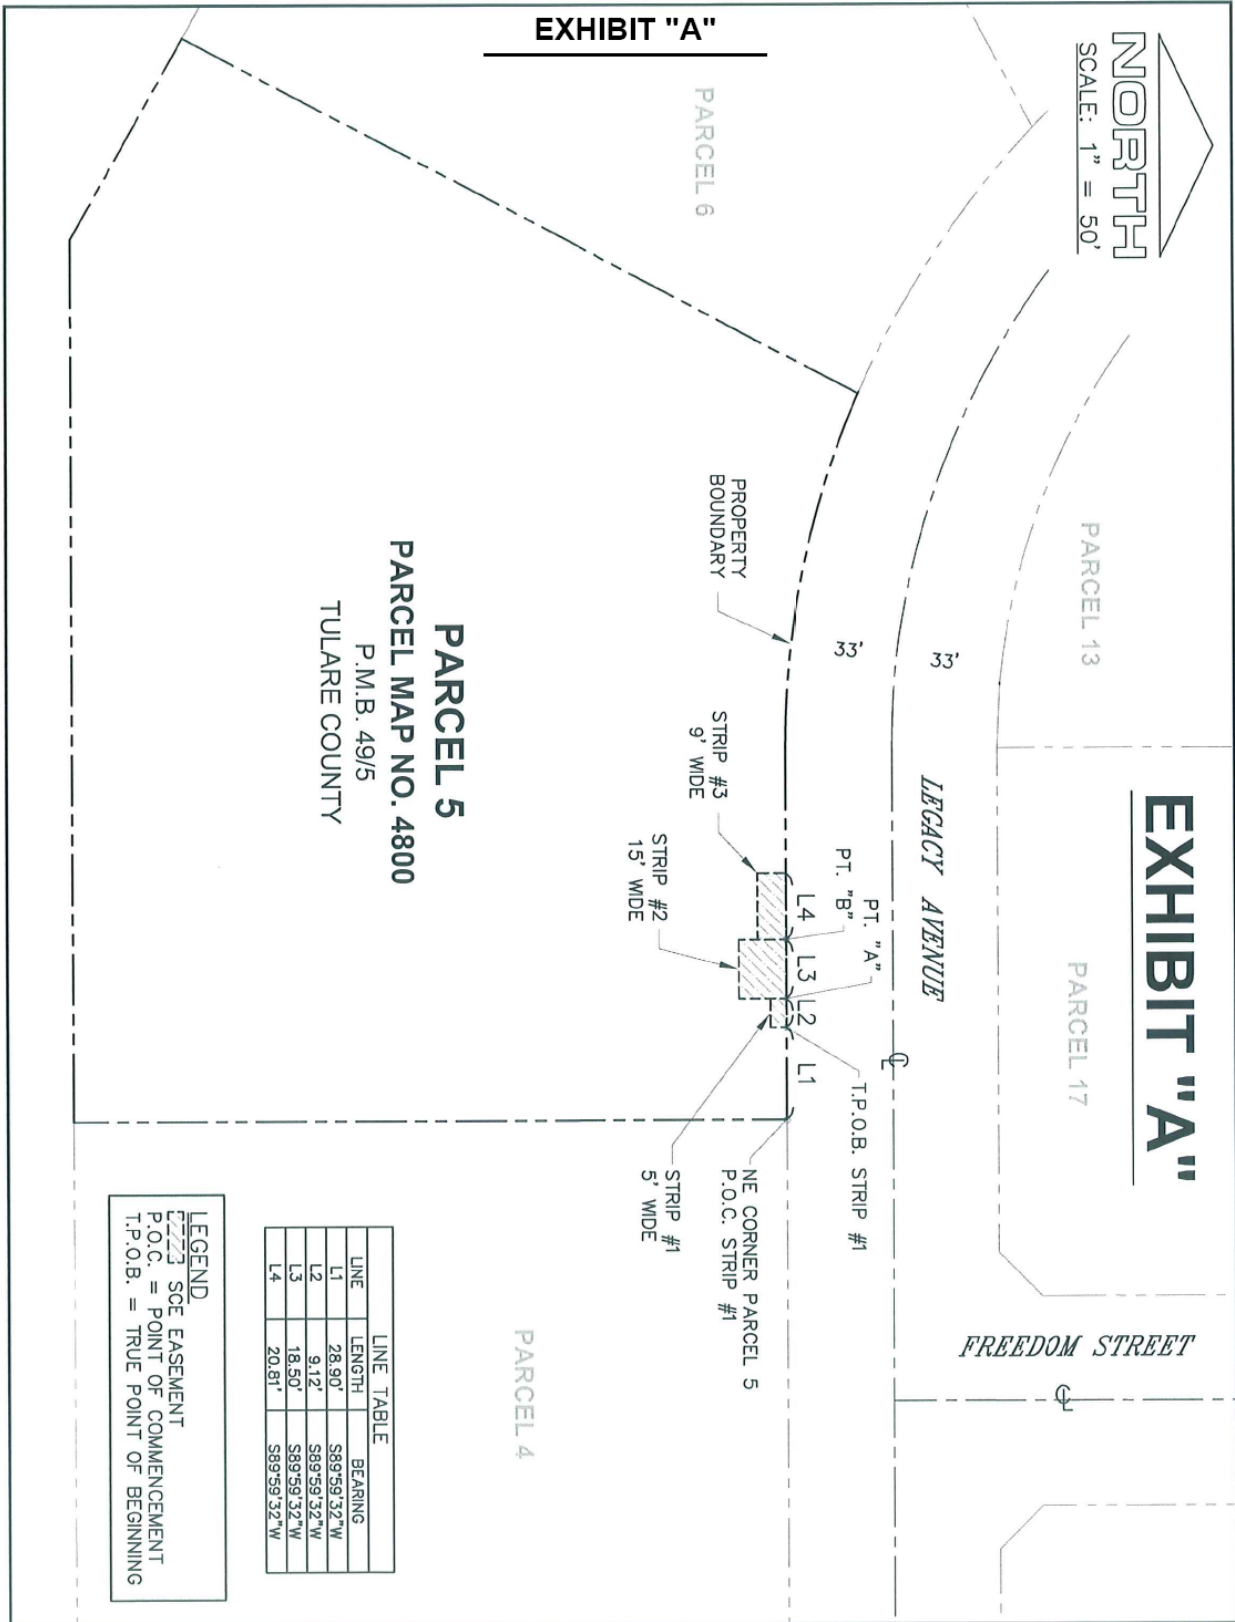 EXHIBIT "A"
NORTH
SCALE: 1" = 50'
EXHIBIT "A"
PARCEL 6
PARCEL 13
PARCEL 17
33'
33'
LEGACY AVENUE
FREEDOM STREET
℄
℄
PROPERTY
BOUNDARY
STRIP #3
9' WIDE
STRIP #2
15' WIDE
PT. "B"
PT. "A"
L4
L3
L2
L1
T.P.O.B. STRIP #1
NE CORNER PARCEL 5
P.O.C. STRIP #1
STRIP #1
5' WIDE
PARCEL 5
PARCEL MAP NO. 4800
P.M.B. 49/5
TULARE COUNTY
PARCEL 4
LINE TABLE
LINE LENGTH BEARING
L1 28.90' S89°59'32"W
L2 9.12' S89°59'32"W
L3 18.50' S89°59'32"W
L4 20.81' S89°59'32"W
LEGEND
SCE EASEMENT
P.O.C. = POINT OF COMMENCEMENT
T.P.O.B. = TRUE POINT OF BEGINNING